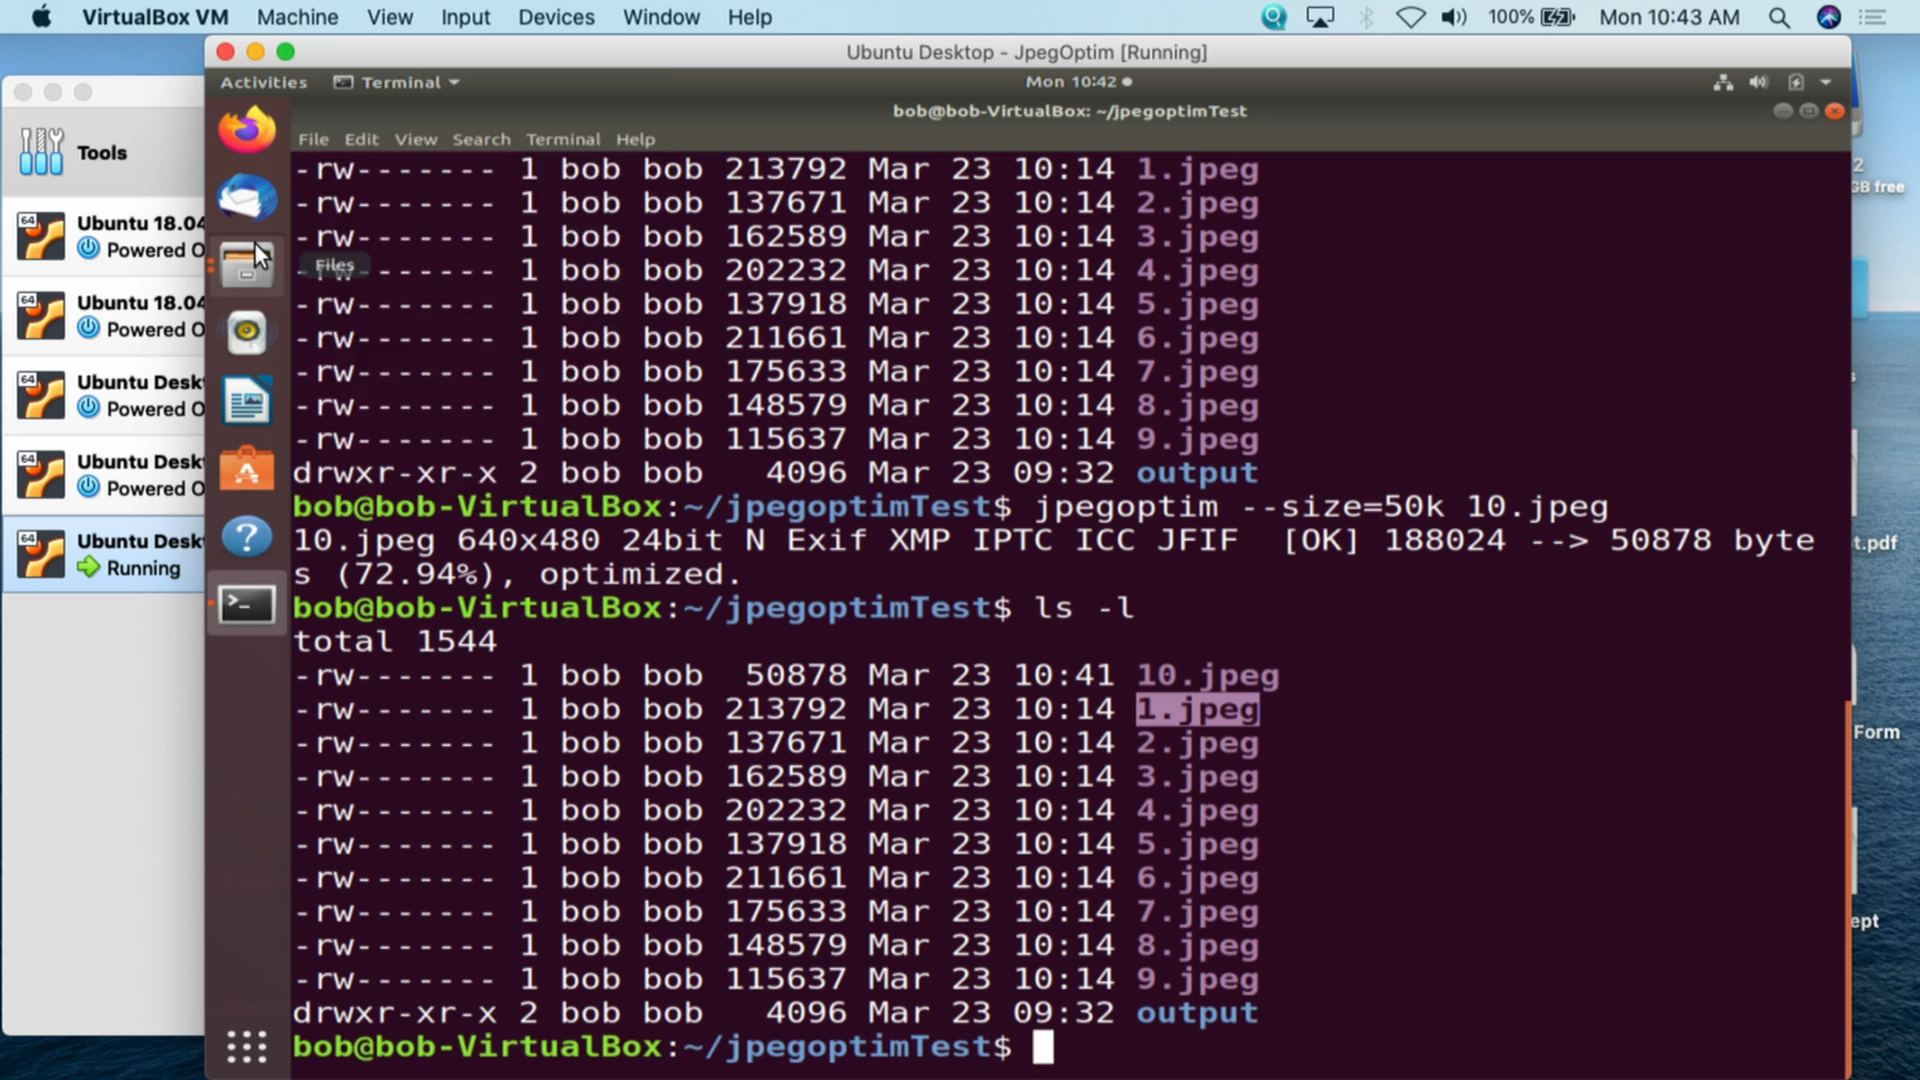 VirtualBox VM Machine View Input Devices Window Help 100% Mon 10:43 AM
Ubuntu Desktop - JpegOptim [Running]
Activities Terminal Mon 10:42
bob@bob-VirtualBox: ~/jpegoptimTest
File Edit View Search Terminal Help
Tools
64 Ubuntu 18.04
Powered O
64 Ubuntu 18.04
Powered O
64 Ubuntu Desk
Powered O
64 Ubuntu Desk
Powered O
64 Ubuntu Desk
Running
Files
-rw------- 1 bob bob 213792 Mar 23 10:14 1.jpeg
-rw------- 1 bob bob 137671 Mar 23 10:14 2.jpeg
-rw------- 1 bob bob 162589 Mar 23 10:14 3.jpeg
-rw------- 1 bob bob 202232 Mar 23 10:14 4.jpeg
-rw------- 1 bob bob 137918 Mar 23 10:14 5.jpeg
-rw------- 1 bob bob 211661 Mar 23 10:14 6.jpeg
-rw------- 1 bob bob 175633 Mar 23 10:14 7.jpeg
-rw------- 1 bob bob 148579 Mar 23 10:14 8.jpeg
-rw------- 1 bob bob 115637 Mar 23 10:14 9.jpeg
drwxr-xr-x 2 bob bob 4096 Mar 23 09:32 output
bob@bob-VirtualBox:~/jpegoptimTest$ jpegoptim --size=50k 10.jpeg
10.jpeg 640x480 24bit N Exif XMP IPTC ICC JFIF [OK] 188024 --> 50878 byte
s (72.94%), optimized.
bob@bob-VirtualBox:~/jpegoptimTest$ ls -l
total 1544
-rw------- 1 bob bob 50878 Mar 23 10:41 10.jpeg
-rw------- 1 bob bob 213792 Mar 23 10:14 1.jpeg
-rw------- 1 bob bob 137671 Mar 23 10:14 2.jpeg
-rw------- 1 bob bob 162589 Mar 23 10:14 3.jpeg
-rw------- 1 bob bob 202232 Mar 23 10:14 4.jpeg
-rw------- 1 bob bob 137918 Mar 23 10:14 5.jpeg
-rw------- 1 bob bob 211661 Mar 23 10:14 6.jpeg
-rw------- 1 bob bob 175633 Mar 23 10:14 7.jpeg
-rw------- 1 bob bob 148579 Mar 23 10:14 8.jpeg
-rw------- 1 bob bob 115637 Mar 23 10:14 9.jpeg
drwxr-xr-x 2 bob bob 4096 Mar 23 09:32 output
bob@bob-VirtualBox:~/jpegoptimTest$
2
GB free
t.pdf
Form
ept